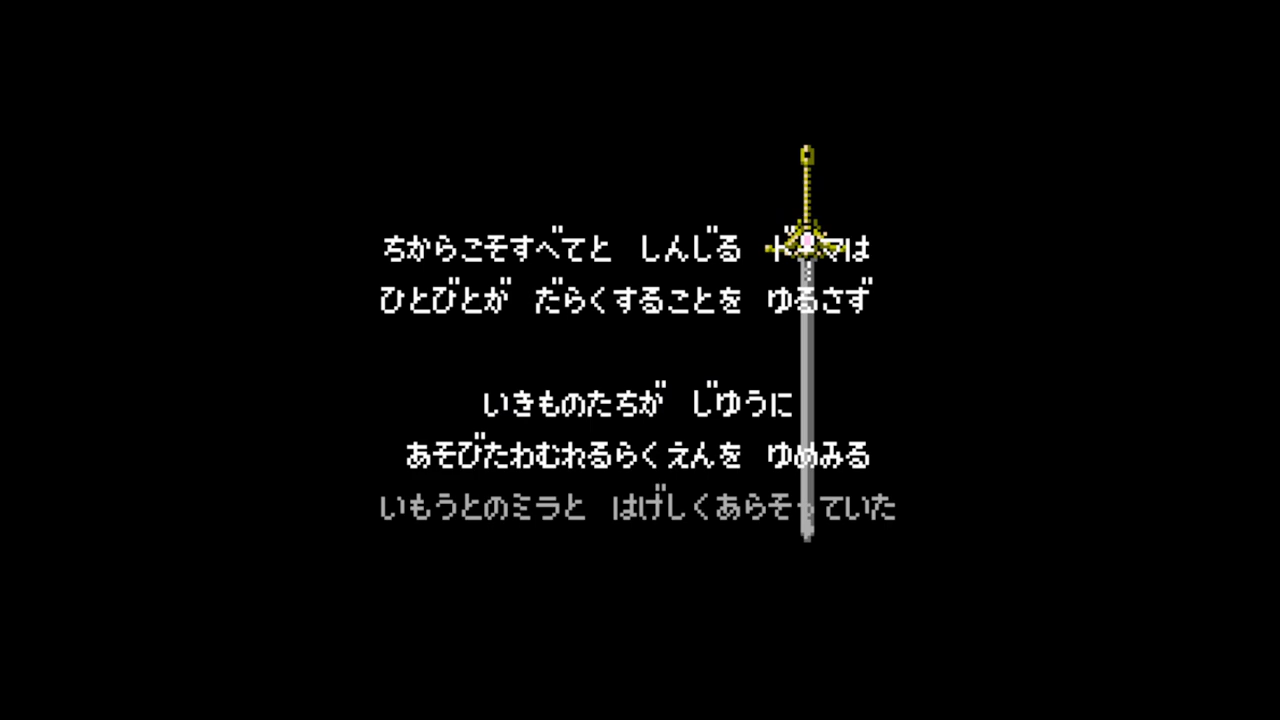 ちからこそすべてと しんじる ドーマは
ひとびとが だらくすることを ゆるさず
いきものたちが じゆうに
あそびたわむれるらくえんを ゆめみる
いもうとのミラと はげしくあらそっていた